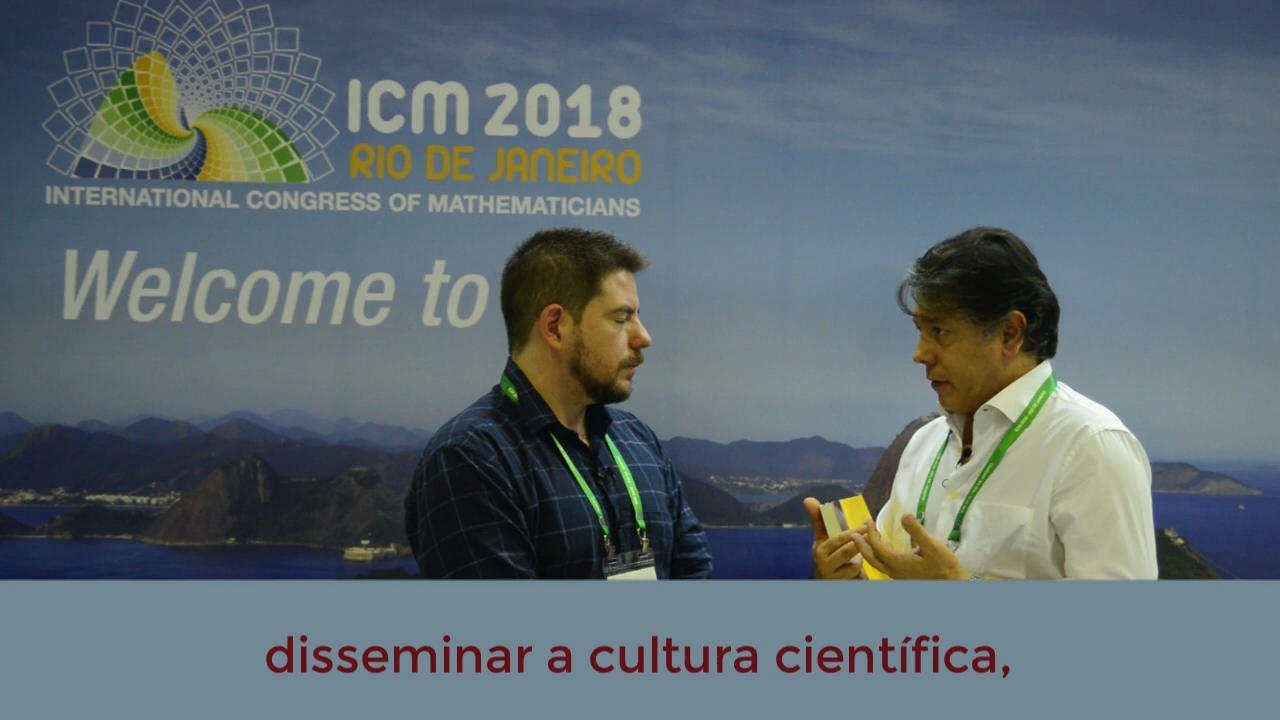 ICM 2018
RIO DE JANEIRO
INTERNATIONAL CONGRESS OF MATHEMATICIANS
Welcome to
disseminar a cultura científica,